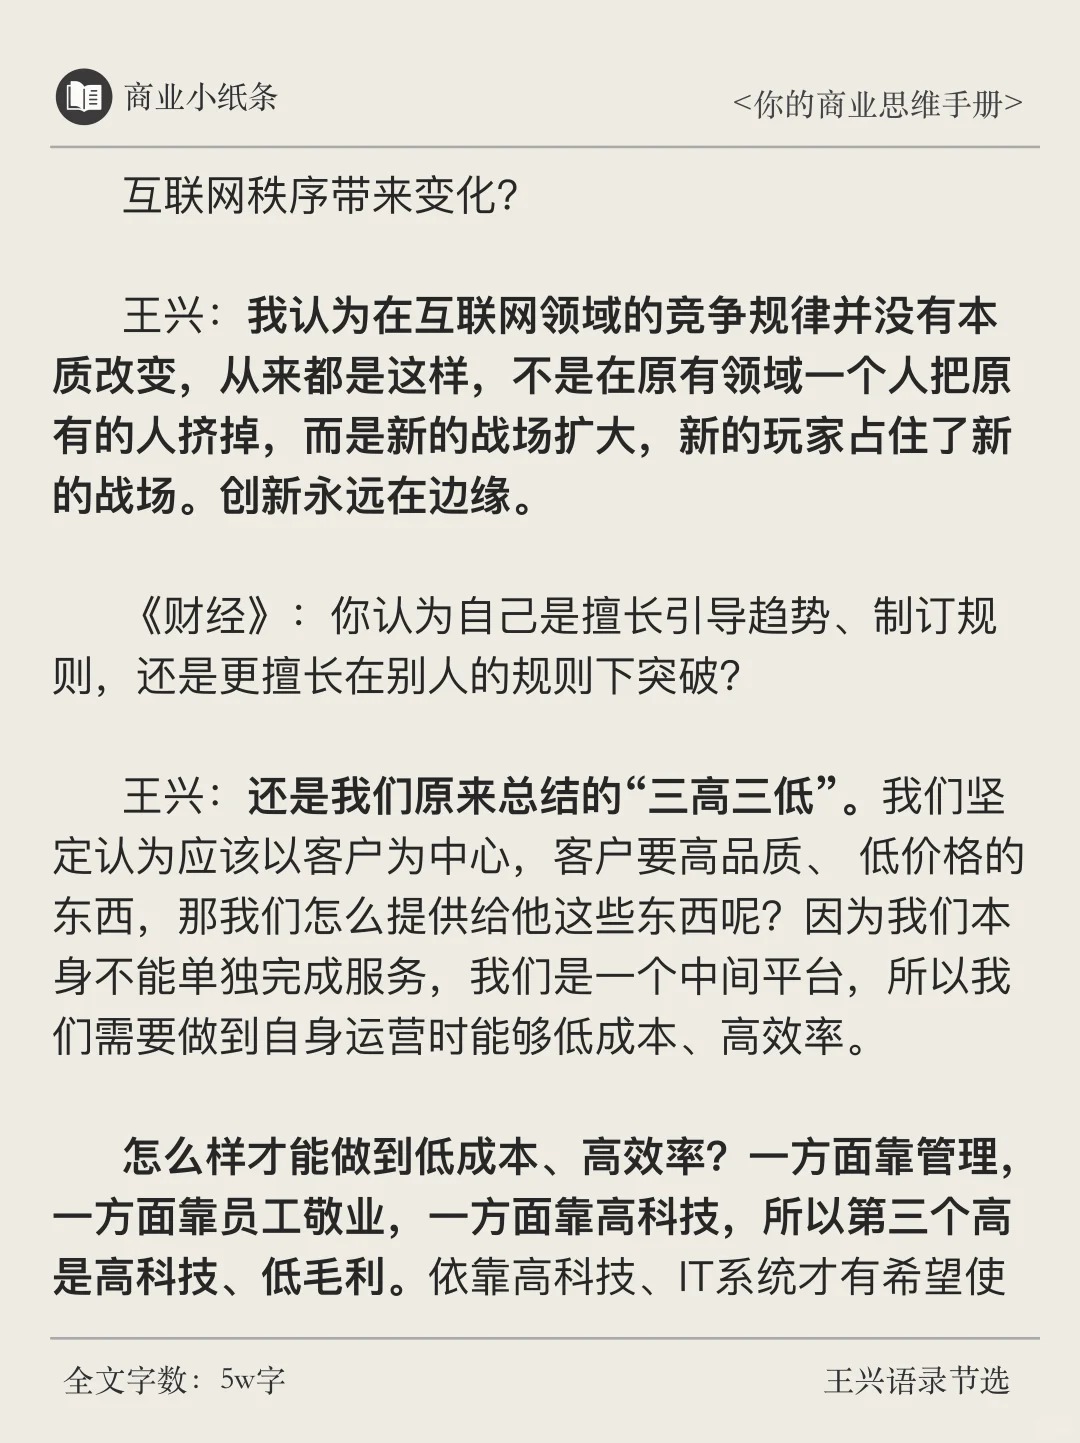 商业小纸条
<你的商业思维手册>
互联网秩序带来变化？
王兴：我认为在互联网领域的竞争规律并没有本
质改变，从来都是这样，不是在原有领域一个人把原
有的人挤掉，而是新的战场扩大，新的玩家占住了新
的战场。创新永远在边缘。
《财经》：你认为自己是擅长引导趋势、制订规
则，还是更擅长在别人的规则下突破？
王兴：还是我们原来总结的“三高三低”。我们坚
定认为应该以客户为中心，客户要高品质、 低价格的
东西，那我们怎么提供给他这些东西呢？因为我们本
身不能单独完成服务，我们是一个中间平台，所以我
们需要做到自身运营时能够低成本、高效率。
怎么样才能做到低成本、高效率？一方面靠管理，
一方面靠员工敬业，一方面靠高科技，所以第三个高
是高科技、低毛利。依靠高科技、IT系统才有希望使
全文字数：5w字
王兴语录节选